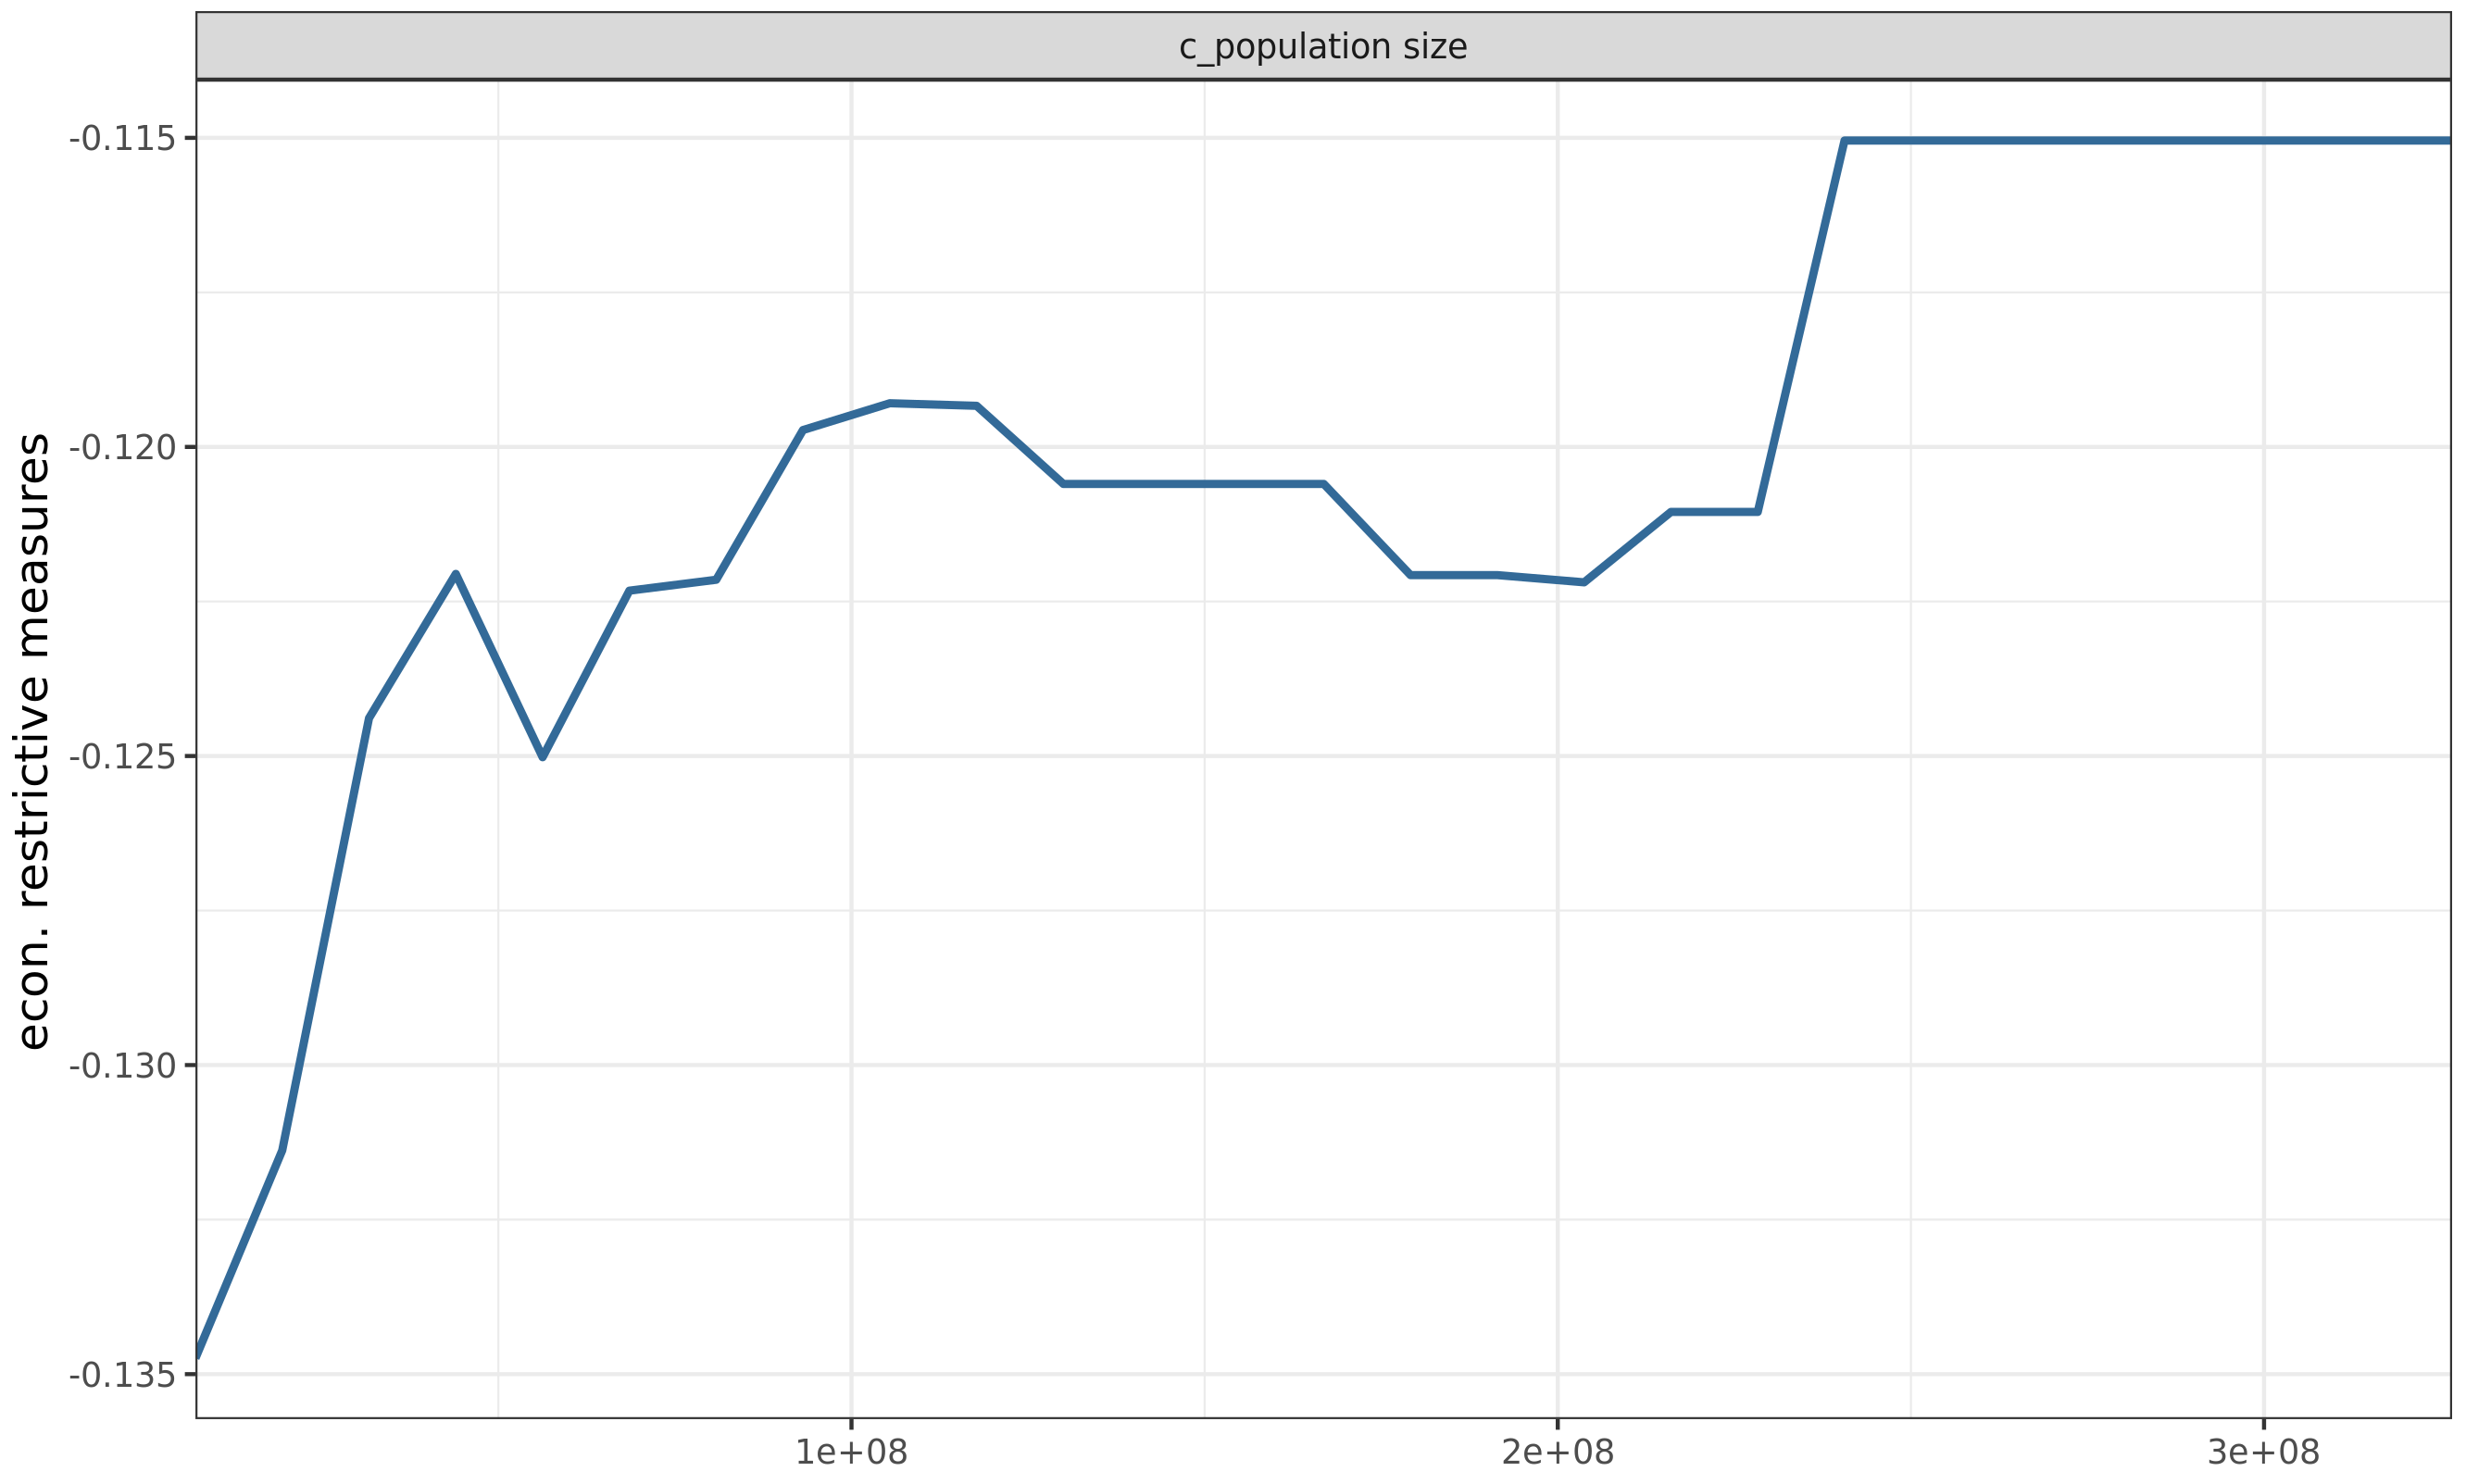 c_population size
econ. restrictive measures
-0.115
-0.120
-0.125
-0.130
-0.135
1e+08
2e+08
3e+08